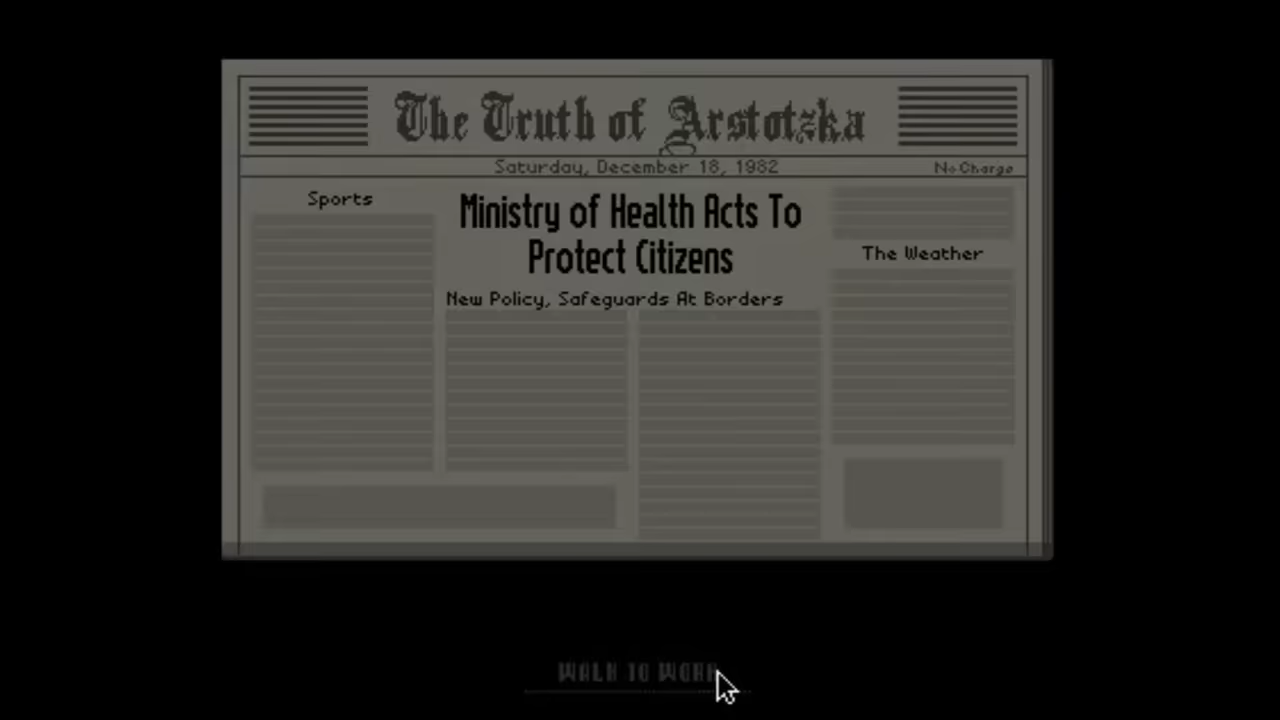 The Truth of Arstotzka
Saturday, December 18, 1982
No Charge
Sports
Ministry of Health Acts To
Protect Citizens
New Policy, Safeguards At Borders
The Weather
WALK TO WORK